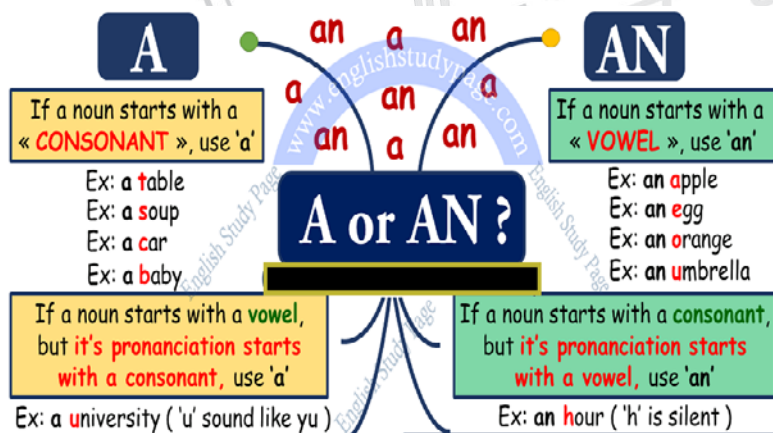 A
an a an
a an a
an a an
AN
If a noun starts with a
« CONSONANT », use 'a'
Ex: a table
Ex: a soup
Ex: a car
Ex: a baby
If a noun starts with a
« VOWEL », use 'an'
Ex: an apple
Ex: an egg
Ex: an orange
Ex: an umbrella
A or AN ?
If a noun starts with a vowel,
but it's pronanciation starts
with a consonant, use 'a'
Ex: a university ( 'u' sound like yu )
If a noun starts with a consonant,
but it's pronanciation starts
with a vowel, use 'an'
Ex: an hour ( 'h' is silent )
www.englishstudypage.com
English Study Page
English Study Page
English Study Page